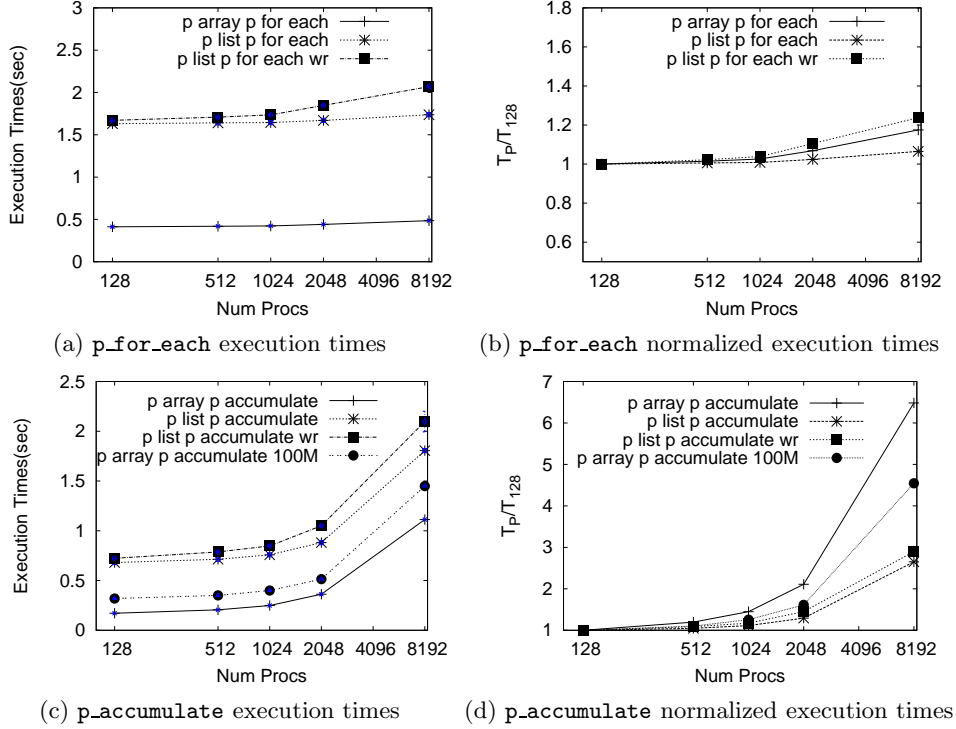 3
2.5
2
1.5
1
0.5
0
Execution Times(sec)
p array p for each
p list p for each
p list p for each wr
128 512 1024 2048 4096 8192
Num Procs
(a) p_for_each execution times
1.8
1.6
1.4
1.2
1
0.8
0.6
T_P/T_128
p array p for each
p list p for each
p list p for each wr
128 512 1024 2048 4096 8192
Num Procs
(b) p_for_each normalized execution times
2.5
2
1.5
1
0.5
0
Execution Times(sec)
p array p accumulate
p list p accumulate
p list p accumulate wr
p array p accumulate 100M
128 512 1024 2048 4096 8192
Num Procs
(c) p_accumulate execution times
7
6
5
4
3
2
1
T_P/T_128
p array p accumulate
p list p accumulate
p list p accumulate wr
p array p accumulate 100M
128 512 1024 2048 4096 8192
Num Procs
(d) p_accumulate normalized execution times